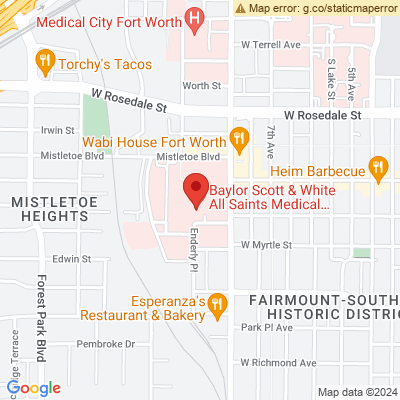 Map error: g.co/staticmaperror
Medical City Fort Worth
H
W Terrell Ave
Torchy's Tacos
Worth St
S Lake St
5th Ave
W Rosedale St
W Rosedale St
Irwin St
7th Ave
Wabi House Fort Worth
Mistletoe Blvd
Mistletoe Blvd
Heim Barbecue
Baylor Scott & White
All Saints Medical...
MISTLETOE
HEIGHTS
Enderly Pl
W Myrtle St
Edwin St
Forest Park Blvd
Esperanza's
Restaurant & Bakery
FAIRMOUNT-SOUTH
HISTORIC DISTRIC
Park Pl Ave
Pembroke Dr
W Richmond Ave
Terrace
Google
Map data ©2024